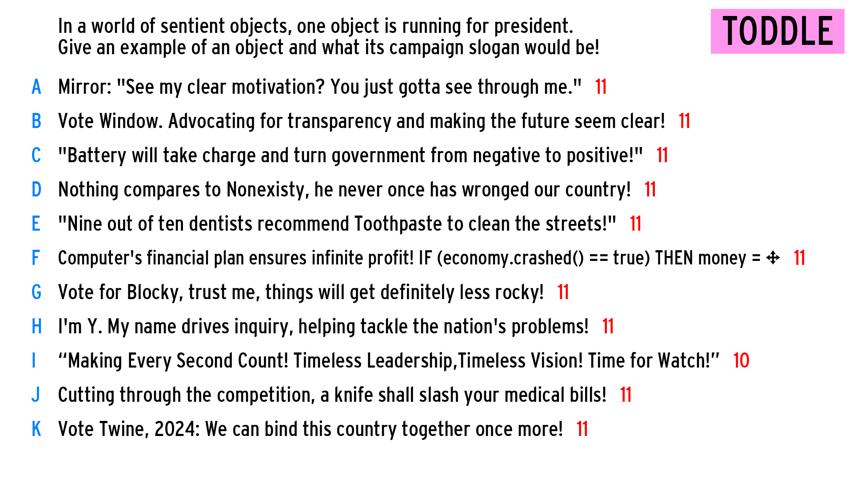 In a world of sentient objects, one object is running for president.
Give an example of an object and what its campaign slogan would be!
TODDLE
A Mirror: "See my clear motivation? You just gotta see through me." 11
B Vote Window. Advocating for transparency and making the future seem clear! 11
C "Battery will take charge and turn government from negative to positive!" 11
D Nothing compares to Nonexisty, he never once has wronged our country! 11
E "Nine out of ten dentists recommend Toothpaste to clean the streets!" 11
F Computer's financial plan ensures infinite profit! IF (economy.crashed() == true) THEN money = ✥ 11
G Vote for Blocky, trust me, things will get definitely less rocky! 11
H I'm Y. My name drives inquiry, helping tackle the nation's problems! 11
I “Making Every Second Count! Timeless Leadership,Timeless Vision! Time for Watch!” 10
J Cutting through the competition, a knife shall slash your medical bills! 11
K Vote Twine, 2024: We can bind this country together once more! 11